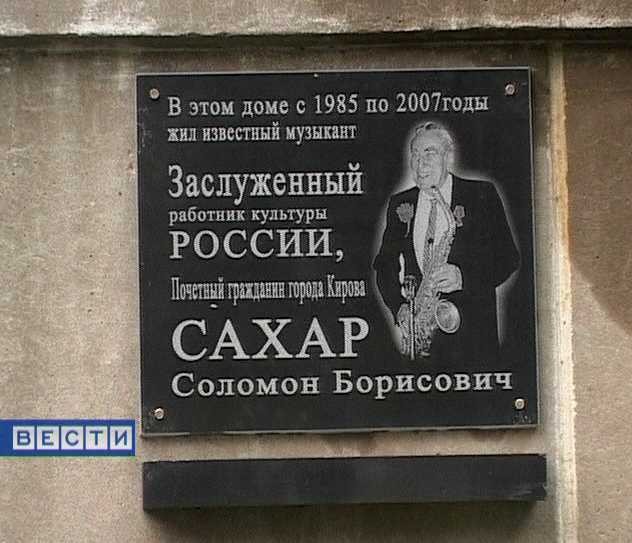 В этом доме с 1985 по 2007годы
жил известный музыкант
Заслуженный
работник культуры
РОССИИ,
Почетный гражданин города Кирова
САХАР
Соломон Борисович
ВЕСТИ